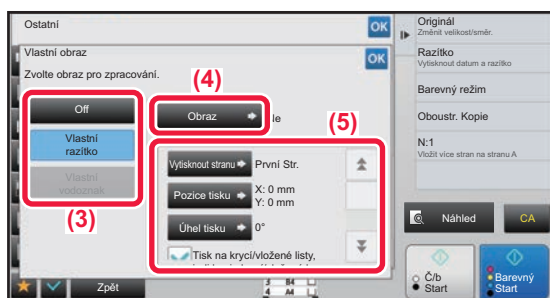 Ostatní
OK
Vlastní obraz
OK
Zvolte obraz pro zpracování.
(4)
Off
Obraz
le
(5)
Vlastní
razítko
Vytisknout stranu
První Str.
Vlastní
vodoznak
Pozice tisku
X: 0 mm
Y: 0 mm
(3)
Úhel tisku
0°
Tisk na krycí/vložené listy,
Zpět
B4
A4
Originál
Změnit velikost/směr.
Razítko
Vytisknout datum a razítko
Barevný režim
Oboustr. Kopie
N:1
Vložit více stran na stranu A
Náhled
CA
Č/b
Start
Barevný
Start